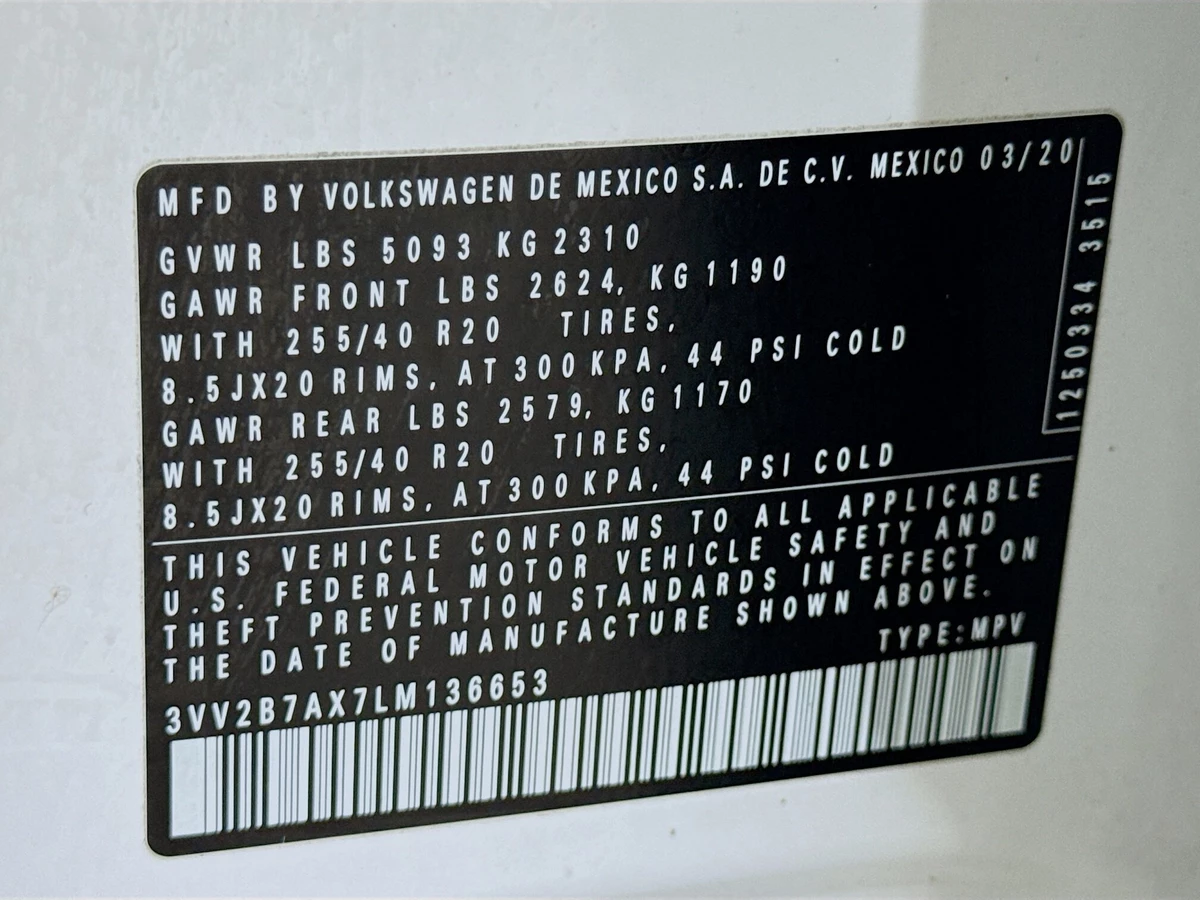 MFD BY VOLKSWAGEN DE MEXICO S.A. DE C.V. MEXICO 03/20
GVWR LBS 5093 KG 2310
GAWR FRONT LBS 2624, KG 1190
WITH 255/40 R20 TIRES,
8.5JX20 RIMS, AT 300 KPA, 44 PSI COLD
GAWR REAR LBS 2579, KG 1170
WITH 255/40 R20 TIRES,
8.5JX20 RIMS, AT 300 KPA, 44 PSI COLD
1250334 3515
THIS VEHICLE CONFORMS TO ALL APPLICABLE
U.S. FEDERAL MOTOR VEHICLE SAFETY AND
THEFT PREVENTION STANDARDS IN EFFECT ON
THE DATE OF MANUFACTURE SHOWN ABOVE.
TYPE:MPV
3VV2B7AX7LM136653